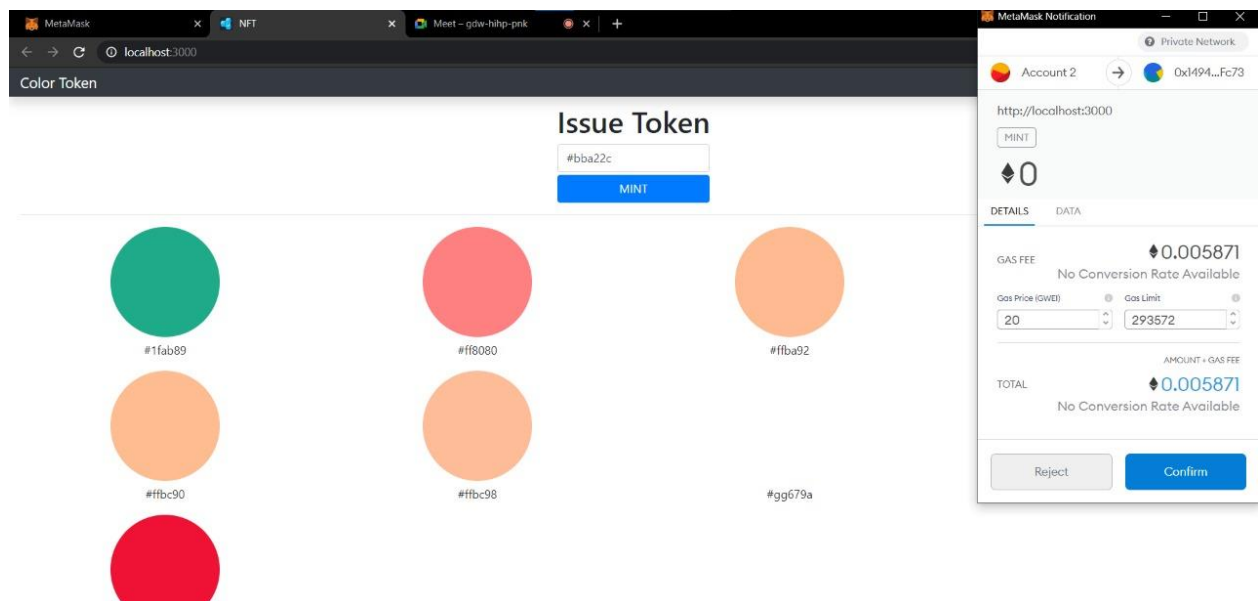 MetaMask
NFT
Meet – gdw-hihp-pnk
localhost:3000
Color Token
Issue Token
#bba22c
MINT
#1fab89
#ff8080
#ffba92
#ffbc90
#ffbc98
#gg679a
MetaMask Notification
Private Network
Account 2
0x1494...Fc73
http://localhost:3000
MINT
0
DETAILS DATA
GAS FEE
0.005871
No Conversion Rate Available
Gas Price (GWEI) Gas Limit
20 293572
AMOUNT + GAS FEE
TOTAL
0.005871
No Conversion Rate Available
Reject Confirm